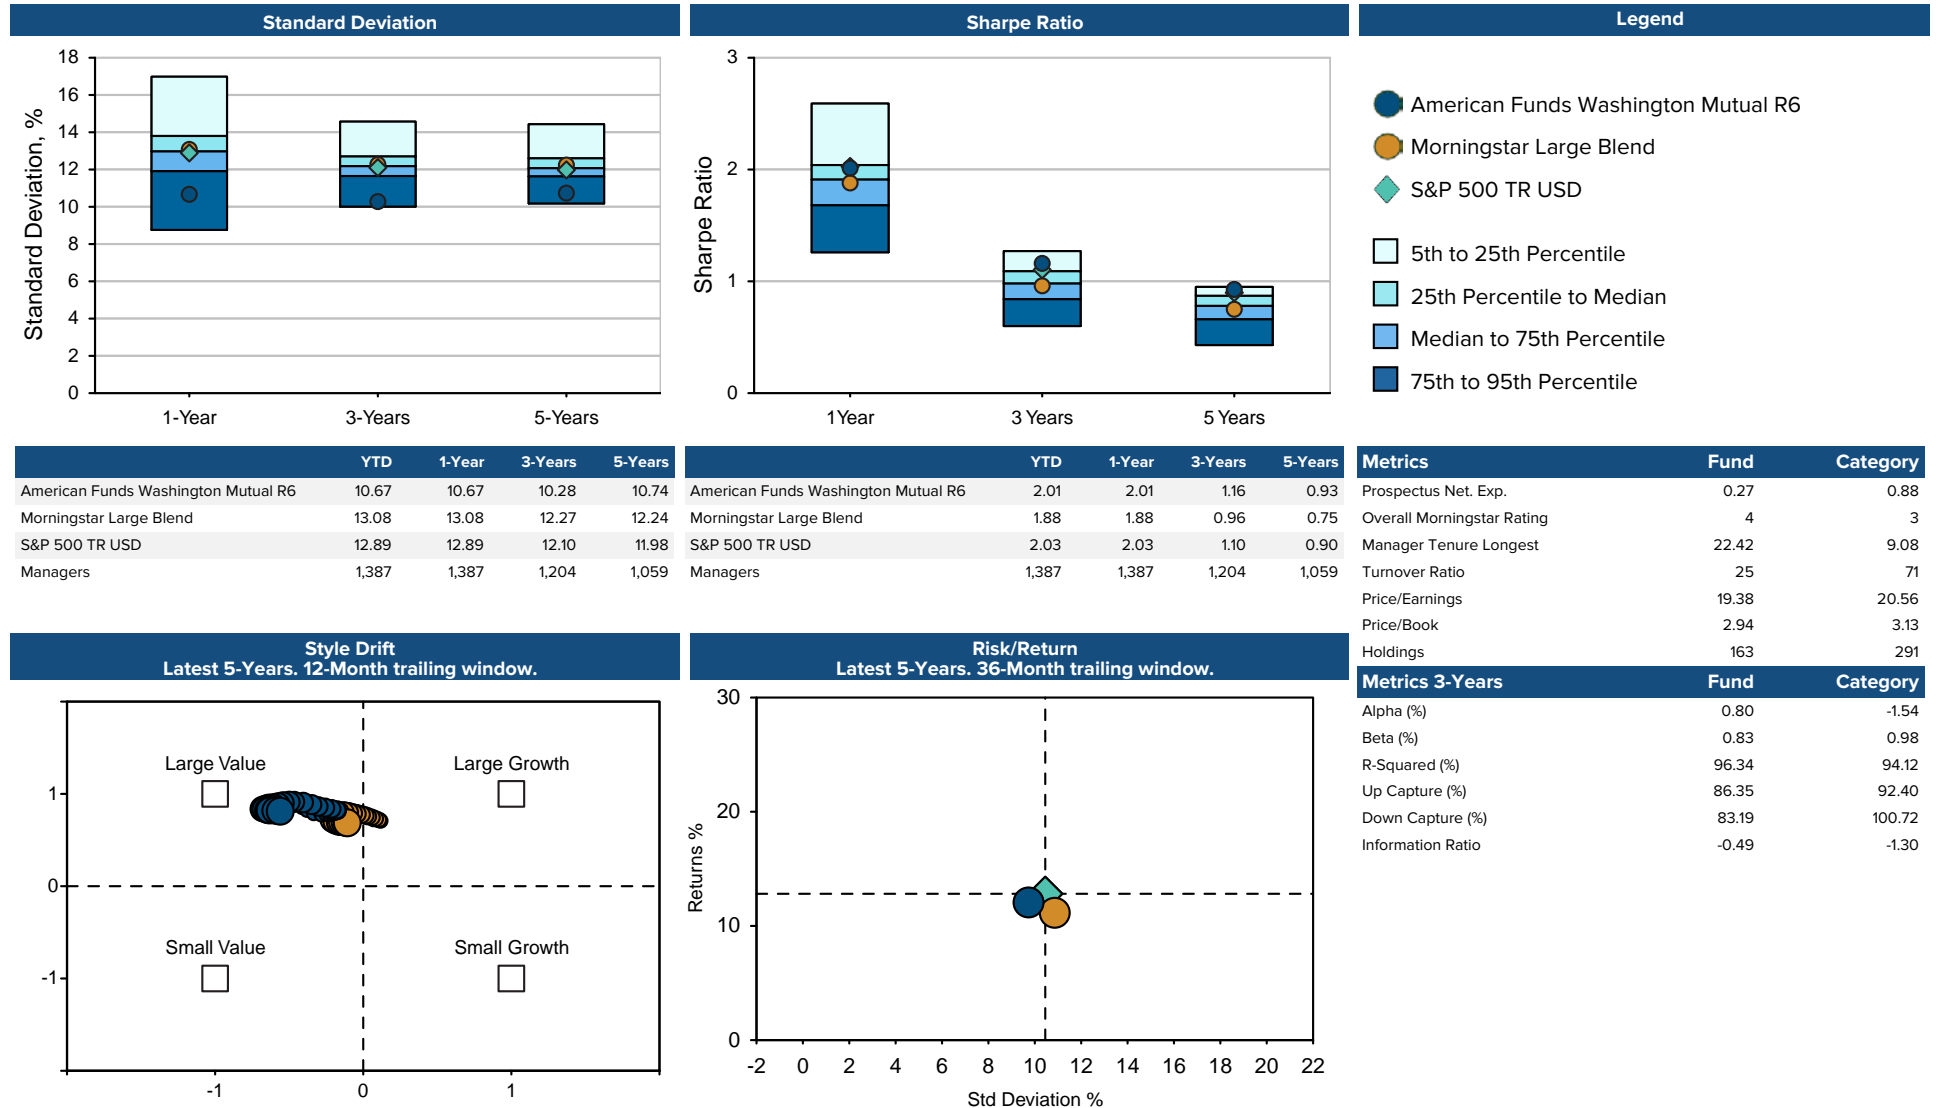 Standard Deviation
Sharpe Ratio
Legend
18
16
14
12
10
8
6
4
2
0
Standard Deviation, %
1-Year
3-Years
5-Years
3
2
1
0
Sharpe Ratio
1Year
3 Years
5 Years
American Funds Washington Mutual R6
Morningstar Large Blend
S&P 500 TR USD
5th to 25th Percentile
25th Percentile to Median
Median to 75th Percentile
75th to 95th Percentile
YTD 1-Year 3-Years 5-Years
American Funds Washington Mutual R6 10.67 10.67 10.28 10.74
Morningstar Large Blend 13.08 13.08 12.27 12.24
S&P 500 TR USD 12.89 12.89 12.10 11.98
Managers 1,387 1,387 1,204 1,059
YTD 1-Year 3-Years 5-Years
American Funds Washington Mutual R6 2.01 2.01 1.16 0.93
Morningstar Large Blend 1.88 1.88 0.96 0.75
S&P 500 TR USD 2.03 2.03 1.10 0.90
Managers 1,387 1,387 1,204 1,059
Metrics Fund Category
Prospectus Net. Exp. 0.27 0.88
Overall Morningstar Rating 4 3
Manager Tenure Longest 22.42 9.08
Turnover Ratio 25 71
Price/Earnings 19.38 20.56
Price/Book 2.94 3.13
Holdings 163 291
Metrics 3-Years Fund Category
Alpha (%) 0.80 -1.54
Beta (%) 0.83 0.98
R-Squared (%) 96.34 94.12
Up Capture (%) 86.35 92.40
Down Capture (%) 83.19 100.72
Information Ratio -0.49 -1.30
Style Drift
Latest 5-Years. 12-Month trailing window.
Large Value
Large Growth
Small Value
Small Growth
1
0
-1
-1 0 1
Risk/Return
Latest 5-Years. 36-Month trailing window.
30
20
10
0
Returns %
-2 0 2 4 6 8 10 12 14 16 18 20 22
Std Deviation %